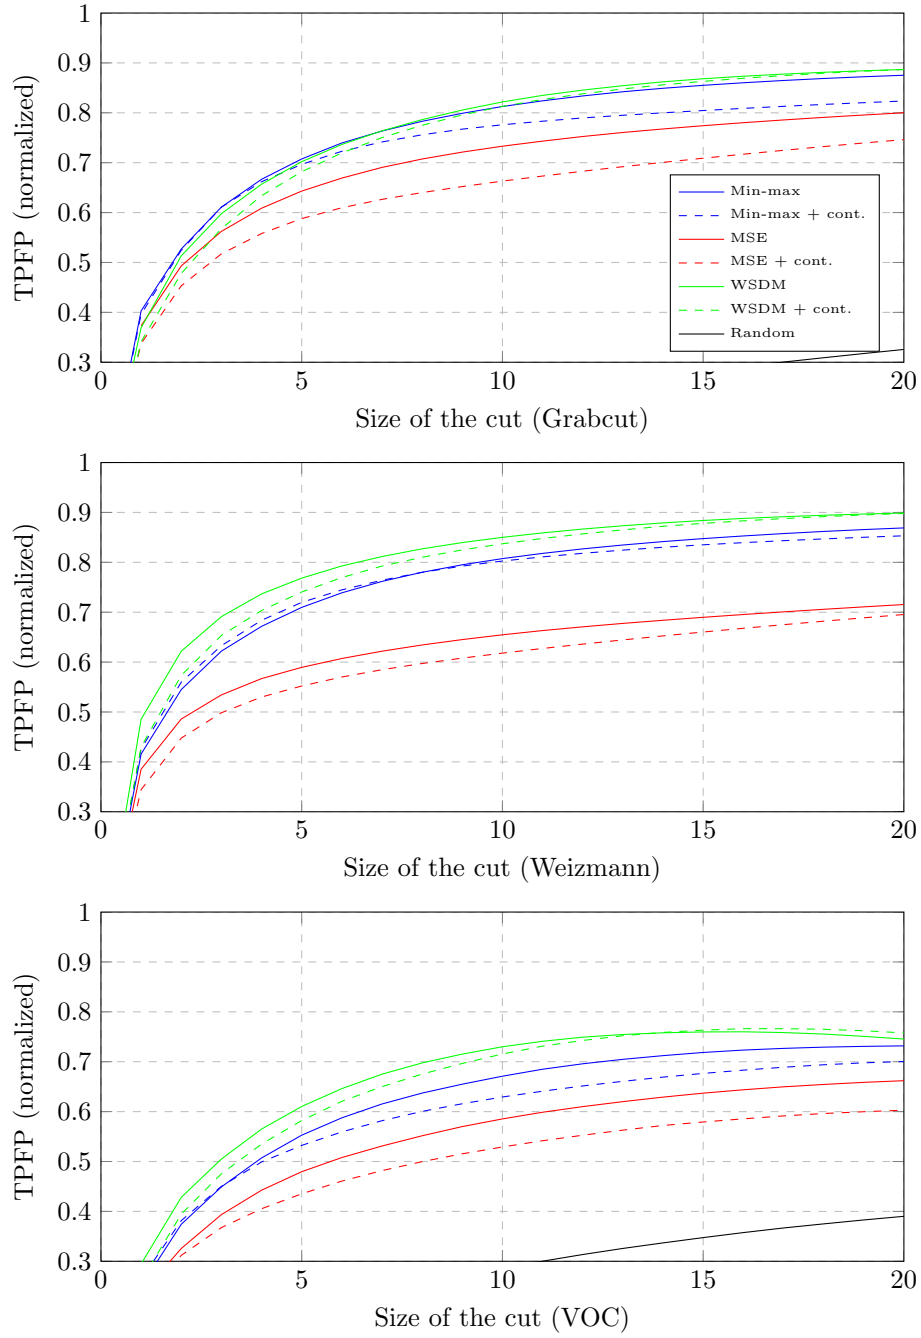 1
0.9
0.8
0.7
0.6
0.5
0.4
0.3
TPFP (normalized)
Min-max
Min-max + cont.
MSE
MSE + cont.
WSDM
WSDM + cont.
Random
0 5 10 15 20
Size of the cut (Grabcut)
1
0.9
0.8
0.7
0.6
0.5
0.4
0.3
TPFP (normalized)
0 5 10 15 20
Size of the cut (Weizmann)
1
0.9
0.8
0.7
0.6
0.5
0.4
0.3
TPFP (normalized)
0 5 10 15 20
Size of the cut (VOC)